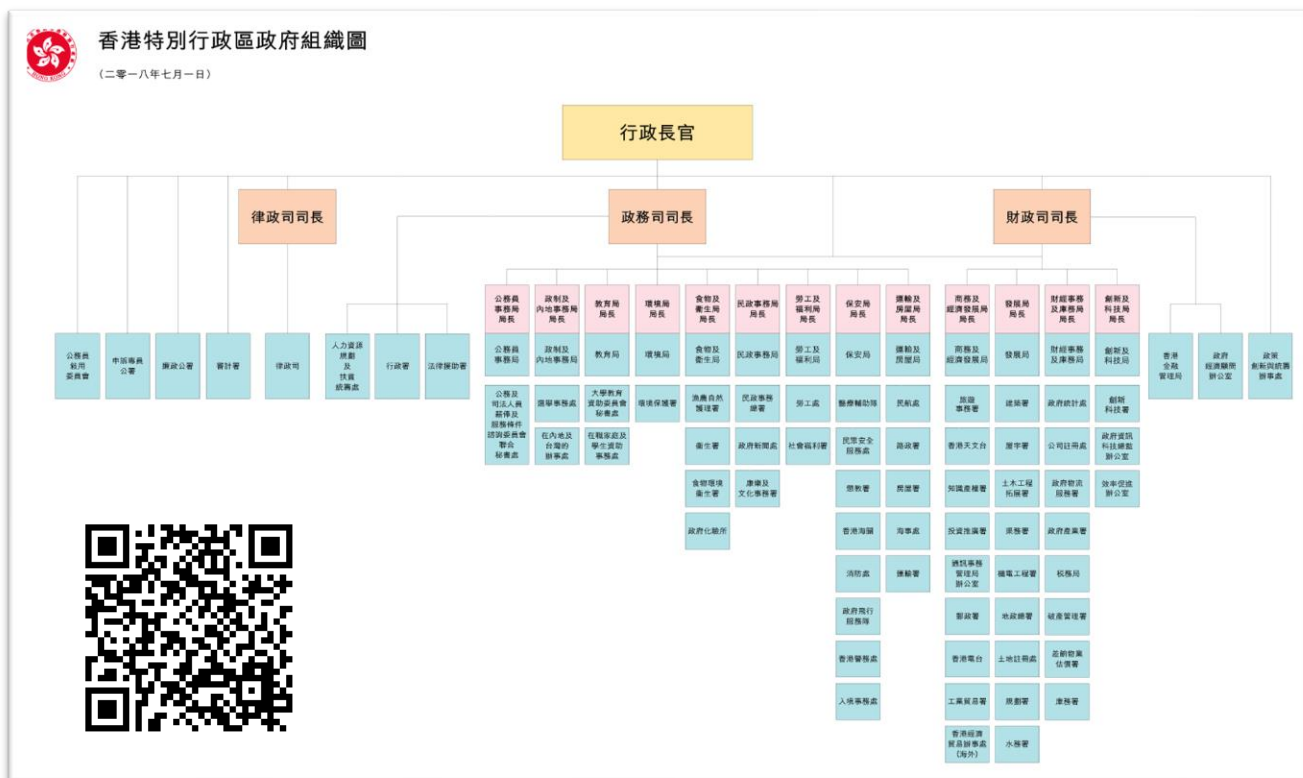 香港特別行政區政府組織圖
(二零一八年七月一日)
HONG KONG
行政長官
律政司司長
政務司司長
財政司司長
公務員
敍用
委員會
申訴專員
公署
廉政公署
審計署
律政司
人力資源
規劃
及
扶貧
統籌處
行政署
法律援助署
公務員
事務局
局長
政制及
內地事務局
局長
教育局
局長
環境局
局長
食物及
衞生局
局長
民政事務局
局長
勞工及
福利局
局長
保安局
局長
運輸及
房屋局
局長
商務及
經濟發展局
局長
發展局
局長
財經事務
及庫務局
局長
創新及
科技局
局長
公務員
事務局
政制及
內地事務局
教育局
環境局
食物及
衞生局
民政事務局
勞工及
福利局
保安局
運輸及
房屋局
商務及
經濟發展局
發展局
財經事務
及庫務局
創新及
科技局
香港
金融
管理局
政府
經濟顧問
辦公室
政策
創新與統籌
辦事處
公務及
司法人員
薪俸及
服務條件
諮詢委員會
聯合
秘書處
選舉事務處
在內地及
台灣的
辦事處
大學教育
資助委員會
秘書處
在職家庭及
學生資助
事務處
環境保護署
漁農自然
護理署
衞生署
食物環境
衞生署
政府化驗所
民政事務
總署
政府新聞處
康樂及
文化事務署
勞工處
社會福利署
醫療輔助隊
民眾安全
服務處
懲教署
香港海關
消防處
政府飛行
服務隊
香港警務處
入境事務處
民航處
路政署
房屋署
海事處
運輸署
旅遊
事務署
香港天文台
知識產權署
投資推廣署
通訊事務
管理局
辦公室
郵政署
香港電台
工業貿易署
香港經濟
貿易辦事處
(海外)
建築署
屋宇署
土木工程
拓展署
渠務署
機電工程署
地政總署
土地註冊處
規劃署
水務署
政府統計處
公司註冊處
政府物流
服務署
政府產業署
稅務局
破產管理署
差餉物業
估價署
庫務署
創新
科技署
政府資訊
科技總監
辦公室
效率促進
辦公室